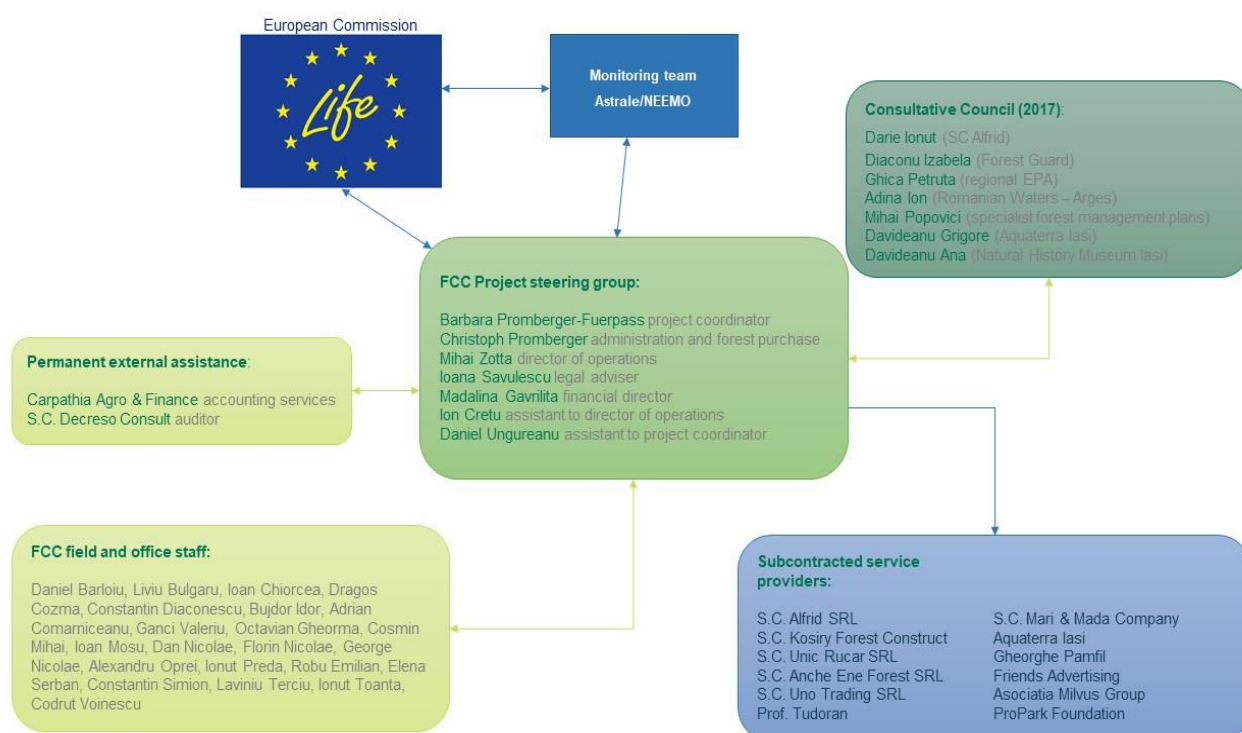 European Commission
Life
Monitoring team
Astrale/NEEMO
Consultative Council (2017):
Darie Ionut (SC Alfrid)
Diaconu Izabela (Forest Guard)
Ghica Petruta (regional EPA)
Adina Ion (Romanian Waters – Arges)
Mihai Popovici (specialist forest management plans)
Davideanu Grigore (Aquaterra Iasi)
Davideanu Ana (Natural History Museum Iasi)
FCC Project steering group:
Barbara Promberger-Fuerpass project coordinator
Christoph Promberger administration and forest purchase
Mihai Zotta director of operations
Ioana Savulescu legal adviser
Madalina Gavrilita financial director
Ion Cretu assistant to director of operations
Daniel Ungureanu assistant to project coordinator
Permanent external assistance:
Carpathia Agro & Finance accounting services
S.C. Decreso Consult auditor
FCC field and office staff:
Daniel Barloiu, Liviu Bulgaru, Ioan Chiorcea, Dragos
Cozma, Constantin Diaconescu, Bujdor Idor, Adrian
Comarniceanu, Ganci Valeriu, Octavian Gheorma, Cosmin
Mihai, Ioan Mosu, Dan Nicolae, Florin Nicolae, George
Nicolae, Alexandru Oprei, Ionut Preda, Robu Emilian, Elena
Serban, Constantin Simion, Laviniu Terciu, Ionut Toanta,
Codrut Voinescu
Subcontracted service
providers:
S.C. Alfrid SRL
S.C. Kosiry Forest Construct
S.C. Unic Rucar SRL
S.C. Anche Ene Forest SRL
S.C. Uno Trading SRL
Prof. Tudoran
S.C. Mari & Mada Company
Aquaterra Iasi
Gheorghe Pamfil
Friends Advertising
Asociatia Milvus Group
ProPark Foundation